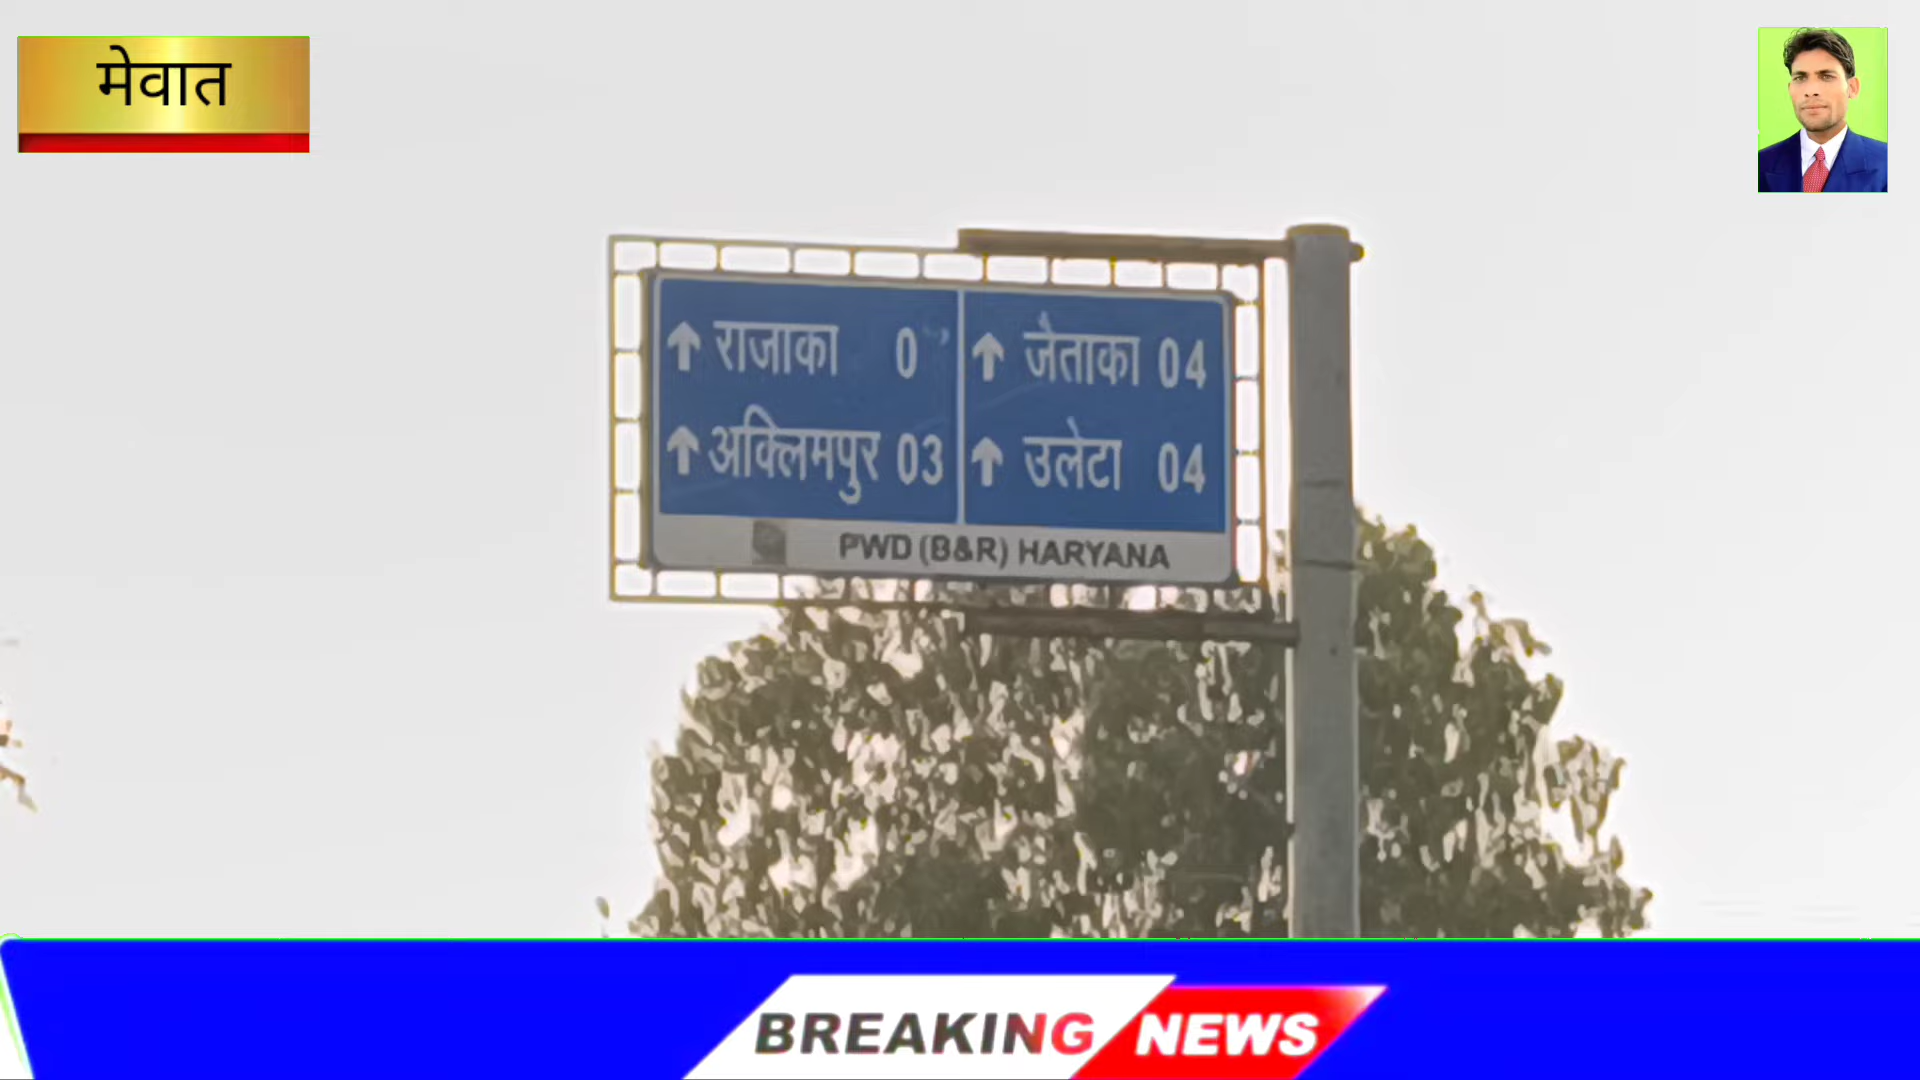 मेवात
राजाका 0
अक्लिमपुर 03
जैताका 04
उलेटा 04
PWD (B&R) HARYANA
BREAKING NEWS